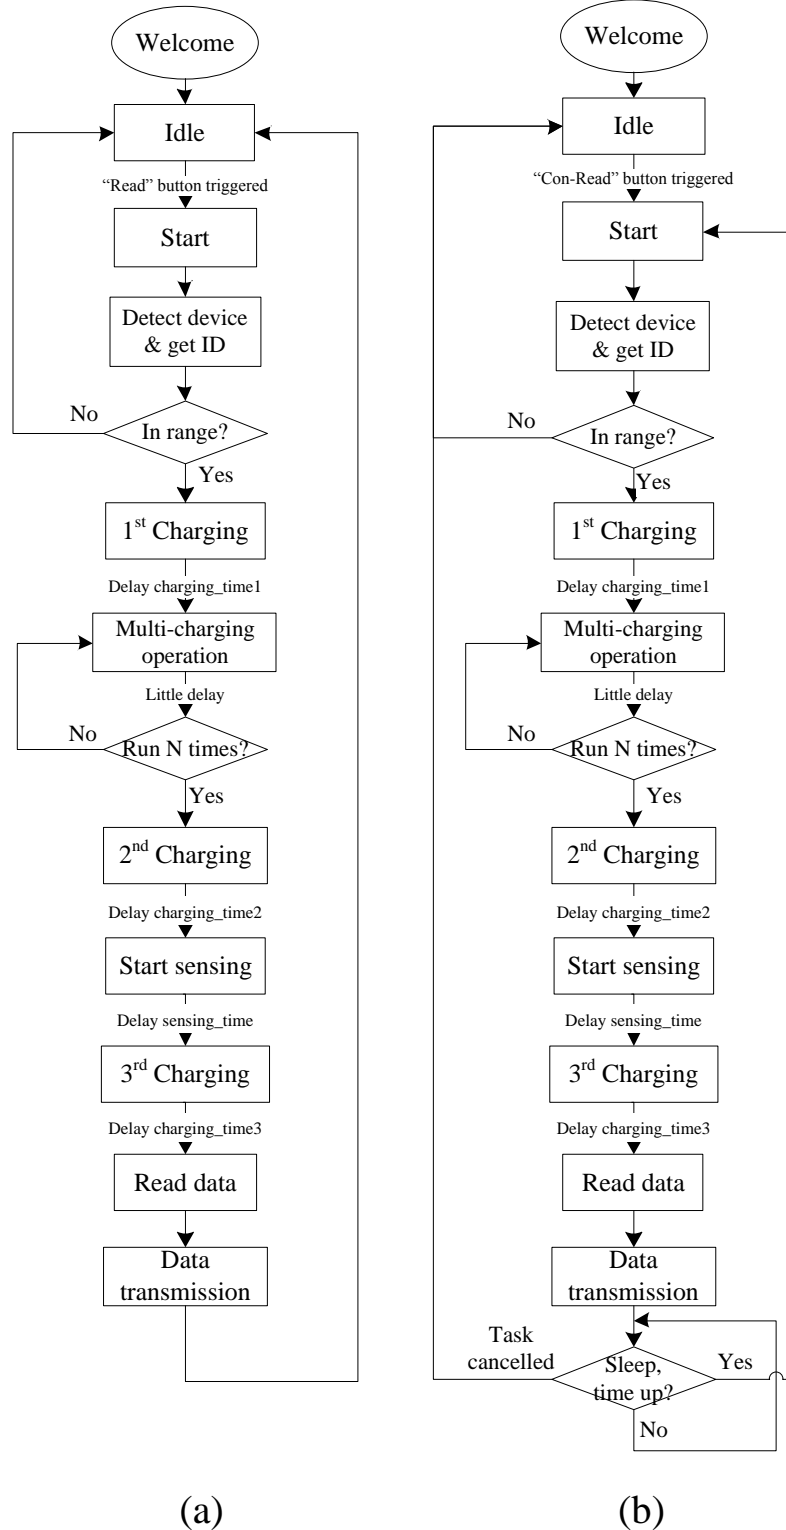 Welcome
Idle
“Read” button triggered
Start
Detect device
& get ID
No
In range?
Yes
1st Charging
Delay charging_time1
Multi-charging
operation
Little delay
No
Run N times?
Yes
2nd Charging
Delay charging_time2
Start sensing
Delay sensing_time
3rd Charging
Delay charging_time3
Read data
Data
transmission
(a)
Welcome
Idle
“Con-Read” button triggered
Start
Detect device
& get ID
No
In range?
Yes
1st Charging
Delay charging_time1
Multi-charging
operation
Little delay
No
Run N times?
Yes
2nd Charging
Delay charging_time2
Start sensing
Delay sensing_time
3rd Charging
Delay charging_time3
Read data
Data
transmission
Task
cancelled
Sleep,
time up?
Yes
No
(b)